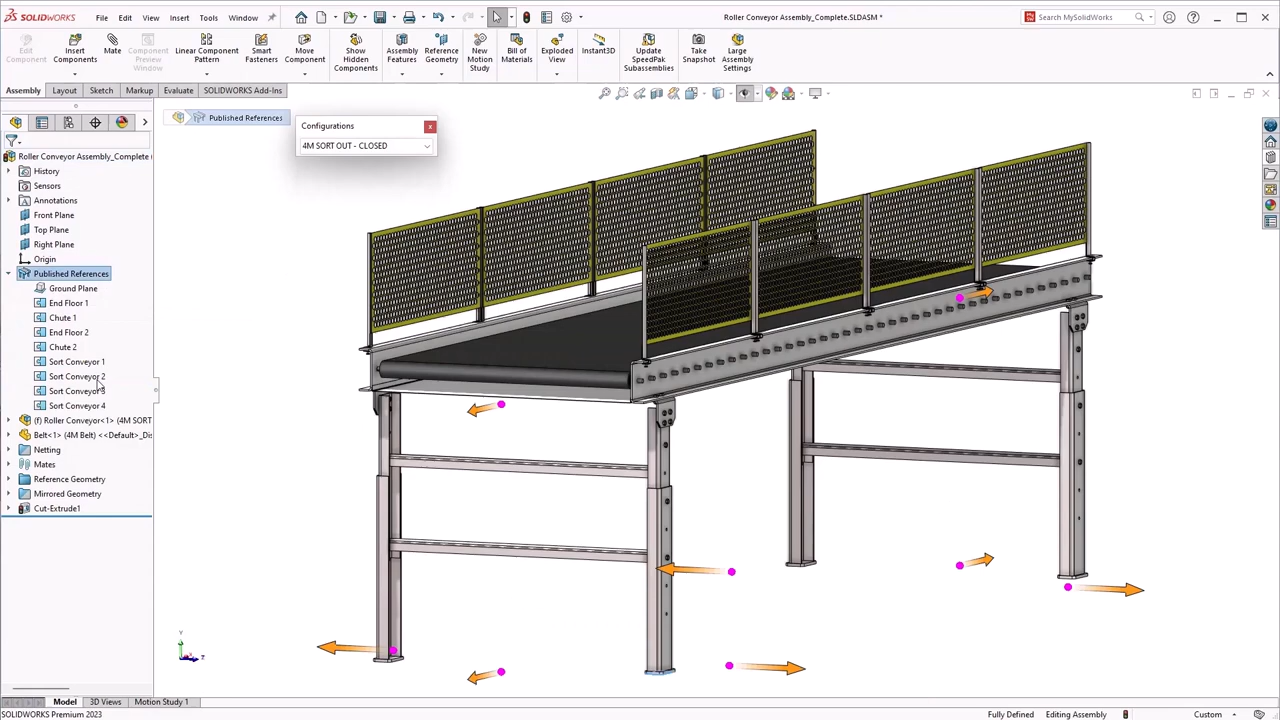 SOLIDWORKS
File
Edit
View
Insert
Tools
Window
Roller Conveyor Assembly_Complete.SLDASM *
Search MySolidWorks
Edit Component
Insert Components
Mate
Component Preview Window
Linear Component Pattern
Smart Fasteners
Move Component
Show Hidden Components
Assembly Features
Reference Geometry
New Motion Study
Bill of Materials
Exploded View
Instant3D
Update SpeedPak Subassemblies
Take Snapshot
Large Assembly Settings
Assembly
Layout
Sketch
Markup
Evaluate
SOLIDWORKS Add-Ins
Published References
Configurations
4M SORT OUT - CLOSED
Roller Conveyor Assembly_Complete
History
Sensors
Annotations
Front Plane
Top Plane
Right Plane
Origin
Published References
Ground Plane
End Floor 1
Chute 1
End Floor 2
Chute 2
Sort Conveyor 1
Sort Conveyor 2
Sort Conveyor 3
Sort Conveyor 4
(f) Roller Conveyor<1> (4M SORT
Belt<1> (4M Belt) <<Default>_Dis
Netting
Mates
Reference Geometry
Mirrored Geometry
Cut-Extrude1
Y
Z
Model
3D Views
Motion Study 1
SOLIDWORKS Premium 2023
Fully Defined
Editing Assembly
Custom